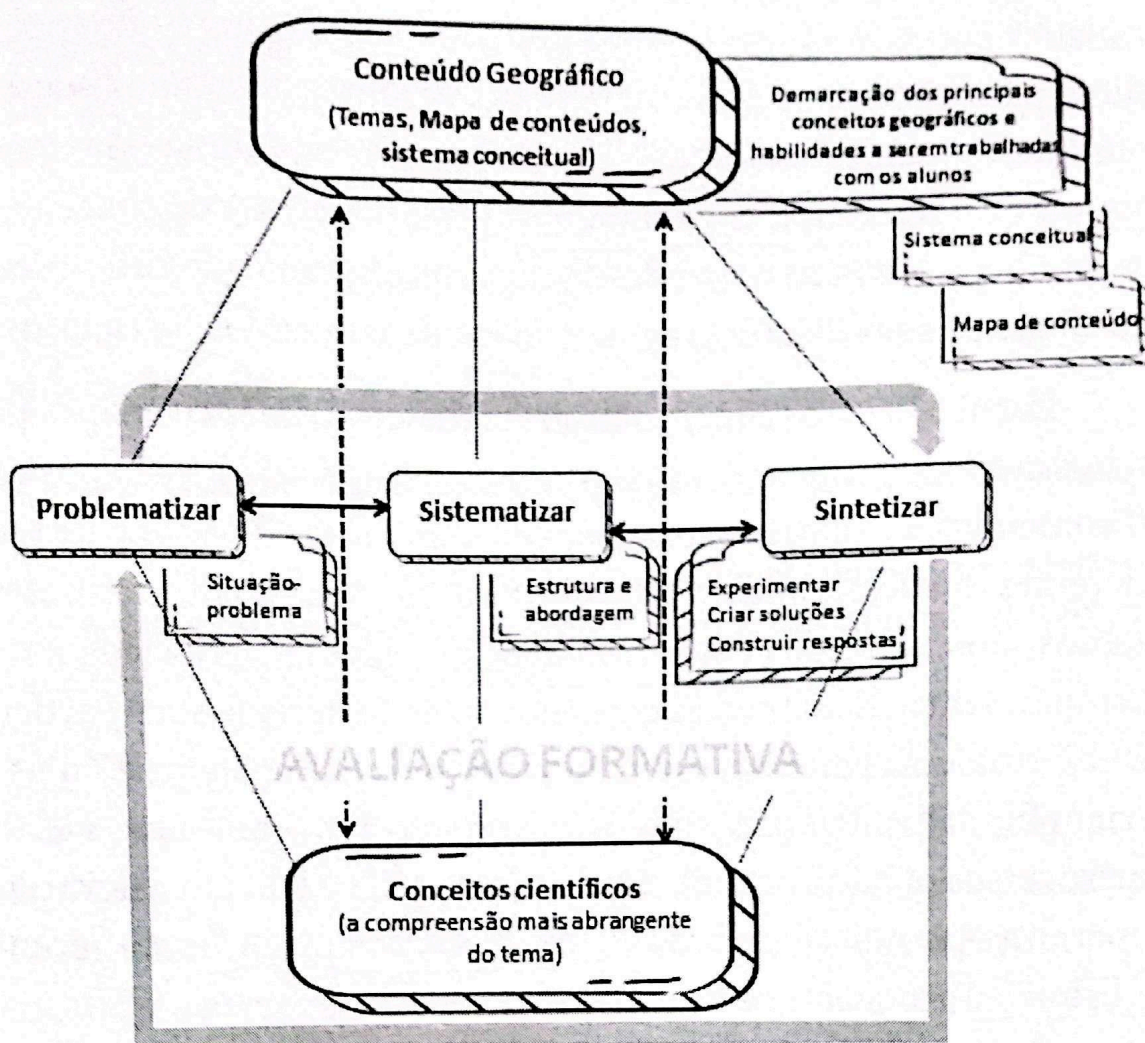 Conteúdo Geográfico
(Temas, Mapa de conteúdos,
sistema conceitual)
Demarcação dos principais
conceitos geográficos e
habilidades a serem trabalhadas
com os alunos
Sistema conceitual
Mapa de conteúdo
Problematizar
Sistematizar
Sintetizar
Situação-
problema
Estrutura e
abordagem
Experimentar
Criar soluções
Construir respostas
AVALIAÇÃO FORMATIVA
Conceitos científicos
(a compreensão mais abrangente
do tema)